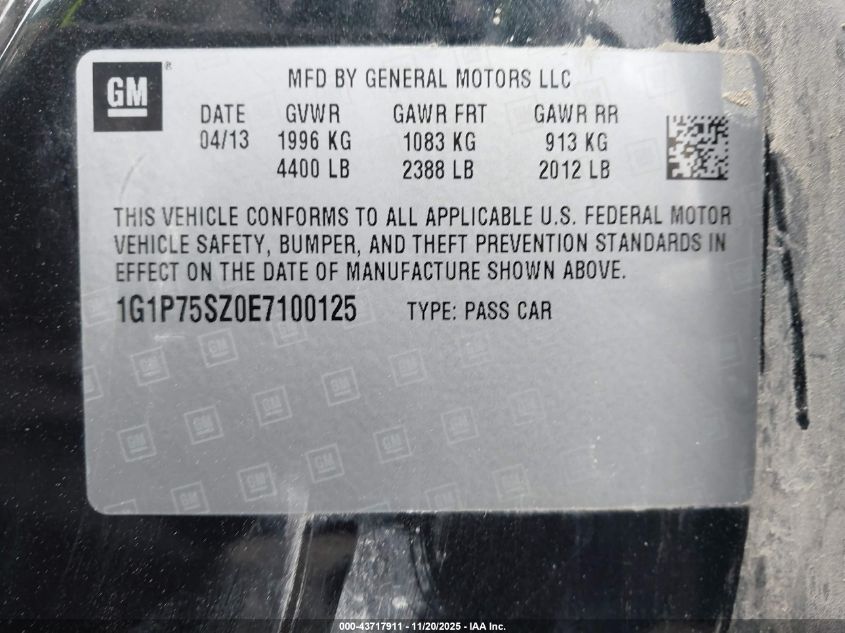 GM ®
MFD BY GENERAL MOTORS LLC
DATE GVWR GAWR FRT GAWR RR
04/13 1996 KG 1083 KG 913 KG
4400 LB 2388 LB 2012 LB
THIS VEHICLE CONFORMS TO ALL APPLICABLE U.S. FEDERAL MOTOR
VEHICLE SAFETY, BUMPER, AND THEFT PREVENTION STANDARDS IN
EFFECT ON THE DATE OF MANUFACTURE SHOWN ABOVE.
1G1P75SZ0E7100125 TYPE: PASS CAR
000-43717911 - 11/20/2025 - IAA Inc.